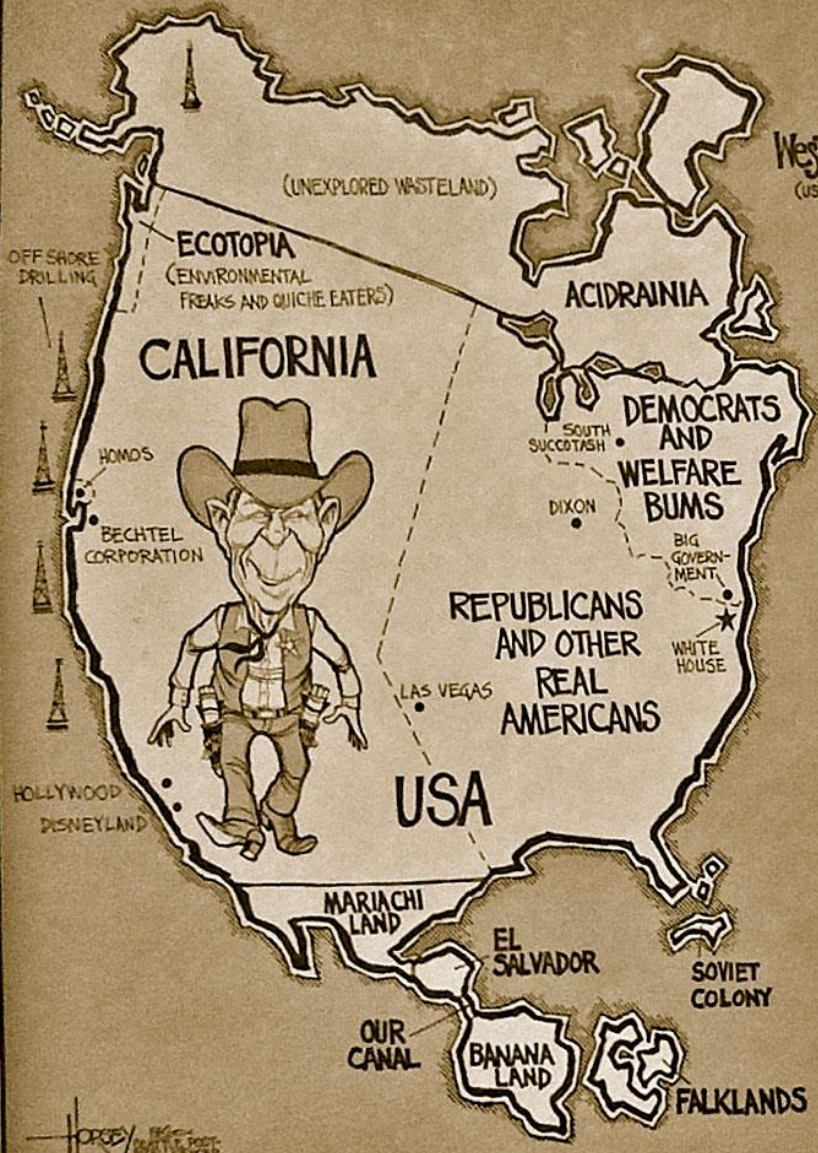 Wes
(US
(UNEXPLORED WASTELAND)
ECOTOPIA
(ENVIRONMENTAL
FREAKS AND QUICHE EATERS)
OFF SHORE
DRILLING
ACIDRAINIA
CALIFORNIA
DEMOCRATS
AND
WELFARE
BUMS
SOUTH
SUCCOTASH
HOMOS
DIXON
BECHTEL
CORPORATION
BIG
GOVERN-
MENT
REPUBLICANS
AND OTHER
REAL
AMERICANS
WHITE
HOUSE
LAS VEGAS
HOLLYWOOD
DISNEYLAND
USA
MARIACHI
LAND
EL
SALVADOR
SOVIET
COLONY
OUR
CANAL
BANANA
LAND
FALKLANDS
HORSEY